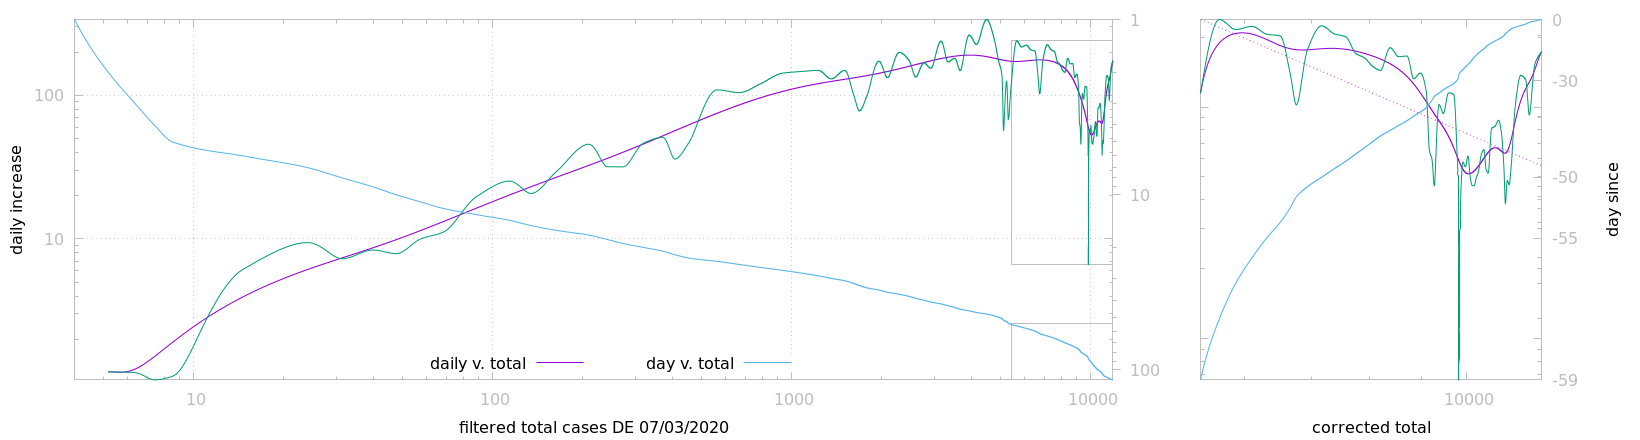 daily increase
100
10
1
10
100
daily v. total
day v. total
10
100
1000
10000
filtered total cases DE 07/03/2020
0
-30
-50
-55
-59
day since
10000
corrected total